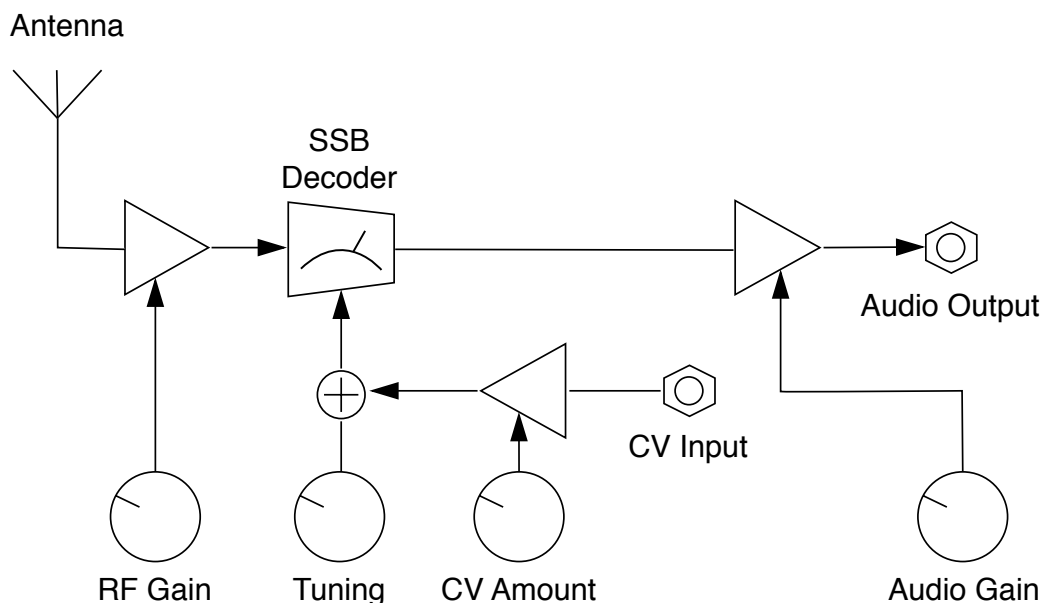 Antenna
SSB
Decoder
Audio Output
CV Input
RF Gain
Tuning
CV Amount
Audio Gain